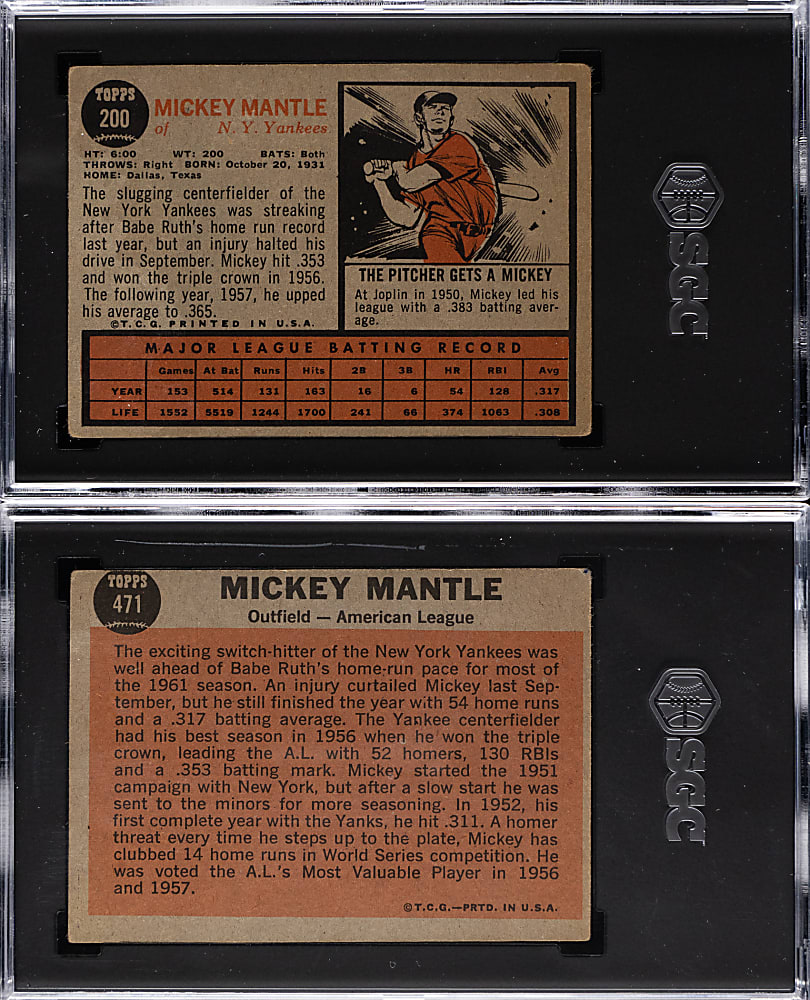 TOPPS
200
MICKEY MANTLE
of N. Y. Yankees
HT: 6:00 WT: 200 BATS: Both
THROWS: Right BORN: October 20, 1931
HOME: Dallas, Texas
The slugging centerfielder of the
New York Yankees was streaking
after Babe Ruth's home run record
last year, but an injury halted his
drive in September. Mickey hit .353
and won the triple crown in 1956.
The following year, 1957, he upped
his average to .365.
©T.C.G. PRINTED IN U.S.A.
THE PITCHER GETS A MICKEY
At Joplin in 1950, Mickey led his
league with a .383 batting aver-
age.
MAJOR LEAGUE BATTING RECORD
Games At Bat Runs Hits 2B 3B HR RBI Avg
YEAR 153 514 131 163 16 6 54 128 .317
LIFE 1552 5519 1244 1700 241 66 374 1063 .308
SGC
TOPPS
471
MICKEY MANTLE
Outfield — American League
The exciting switch-hitter of the New York Yankees was
well ahead of Babe Ruth's home-run pace for most of
the 1961 season. An injury curtailed Mickey last Sep-
tember, but he still finished the year with 54 home runs
and a .317 batting average. The Yankee centerfielder
had his best season in 1956 when he won the triple
crown, leading the A.L. with 52 homers, 130 RBIs
and a .353 batting mark. Mickey started the 1951
campaign with New York, but after a slow start he was
sent to the minors for more seasoning. In 1952, his
first complete year with the Yanks, he hit .311. A homer
threat every time he steps up to the plate, Mickey has
clubbed 14 home runs in World Series competition. He
was voted the A.L.'s Most Valuable Player in 1956
and 1957.
©T.C.G.—PRTD. IN U.S.A.
SGC